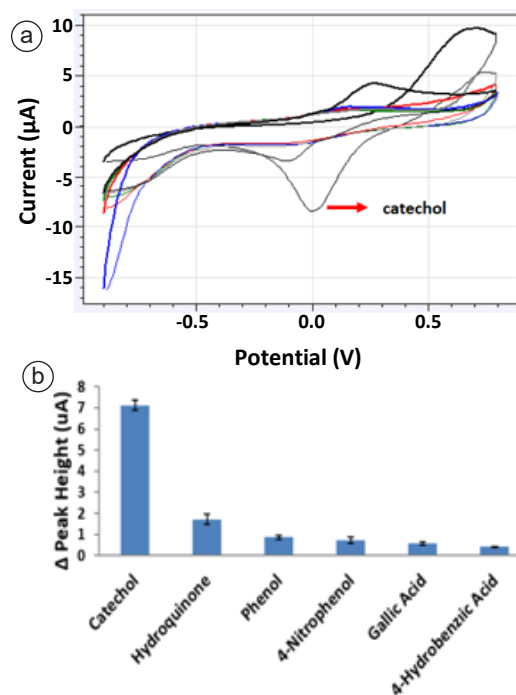 a
10
5
0
-5
-10
-15
Current (µA)
catechol
-0.5
0.0
0.5
Potential (V)
b
8
7
6
5
4
3
2
1
0
Δ Peak Height (uA)
Catechol
Hydroquinone
Phenol
4-Nitrophenol
Gallic Acid
4-Hydrobenziic Acid